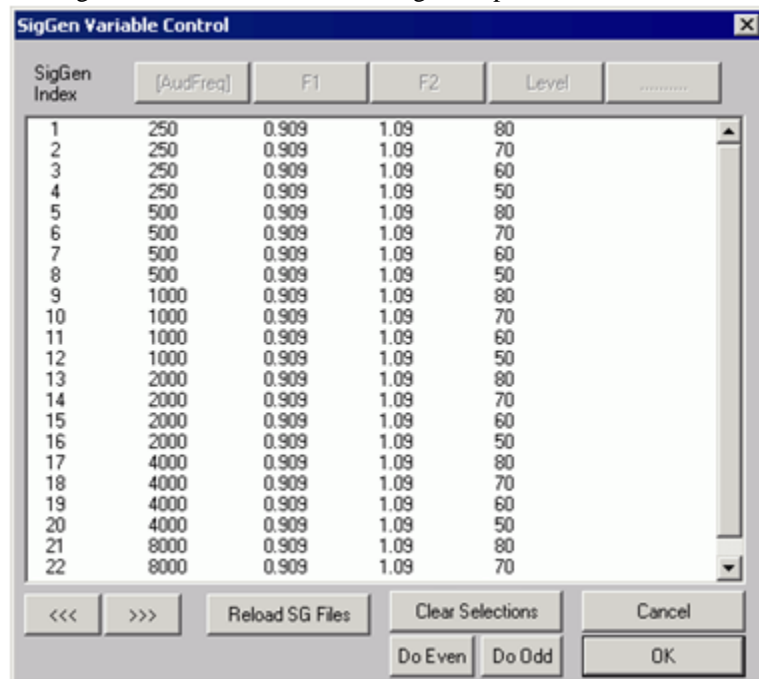 SigGen Variable Control
SigGen Index [AudFreq] F1 F2 Level ..........
1 250 0.909 1.09 80
2 250 0.909 1.09 70
3 250 0.909 1.09 60
4 250 0.909 1.09 50
5 500 0.909 1.09 80
6 500 0.909 1.09 70
7 500 0.909 1.09 60
8 500 0.909 1.09 50
9 1000 0.909 1.09 80
10 1000 0.909 1.09 70
11 1000 0.909 1.09 60
12 1000 0.909 1.09 50
13 2000 0.909 1.09 80
14 2000 0.909 1.09 70
15 2000 0.909 1.09 60
16 2000 0.909 1.09 50
17 4000 0.909 1.09 80
18 4000 0.909 1.09 70
19 4000 0.909 1.09 60
20 4000 0.909 1.09 50
21 8000 0.909 1.09 80
22 8000 0.909 1.09 70
<<< >>> Reload SG Files Clear Selections Cancel
Do Even Do Odd OK